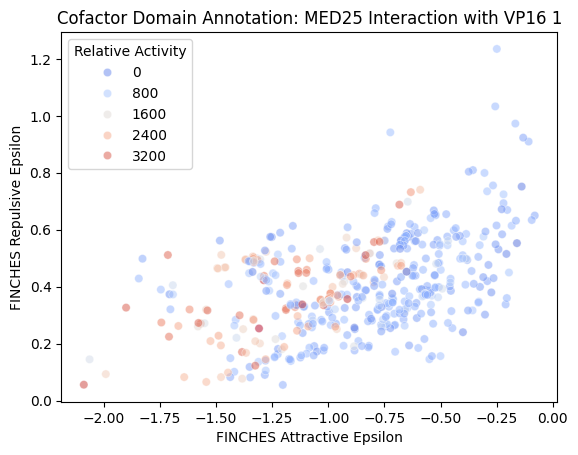 Cofactor Domain Annotation: MED25 Interaction with VP16 1
Relative Activity
0
800
1600
2400
3200
FINCHES Repulsive Epsilon
1.2
1.0
0.8
0.6
0.4
0.2
0.0
−2.00 −1.75 −1.50 −1.25 −1.00 −0.75 −0.50 −0.25 0.00
FINCHES Attractive Epsilon